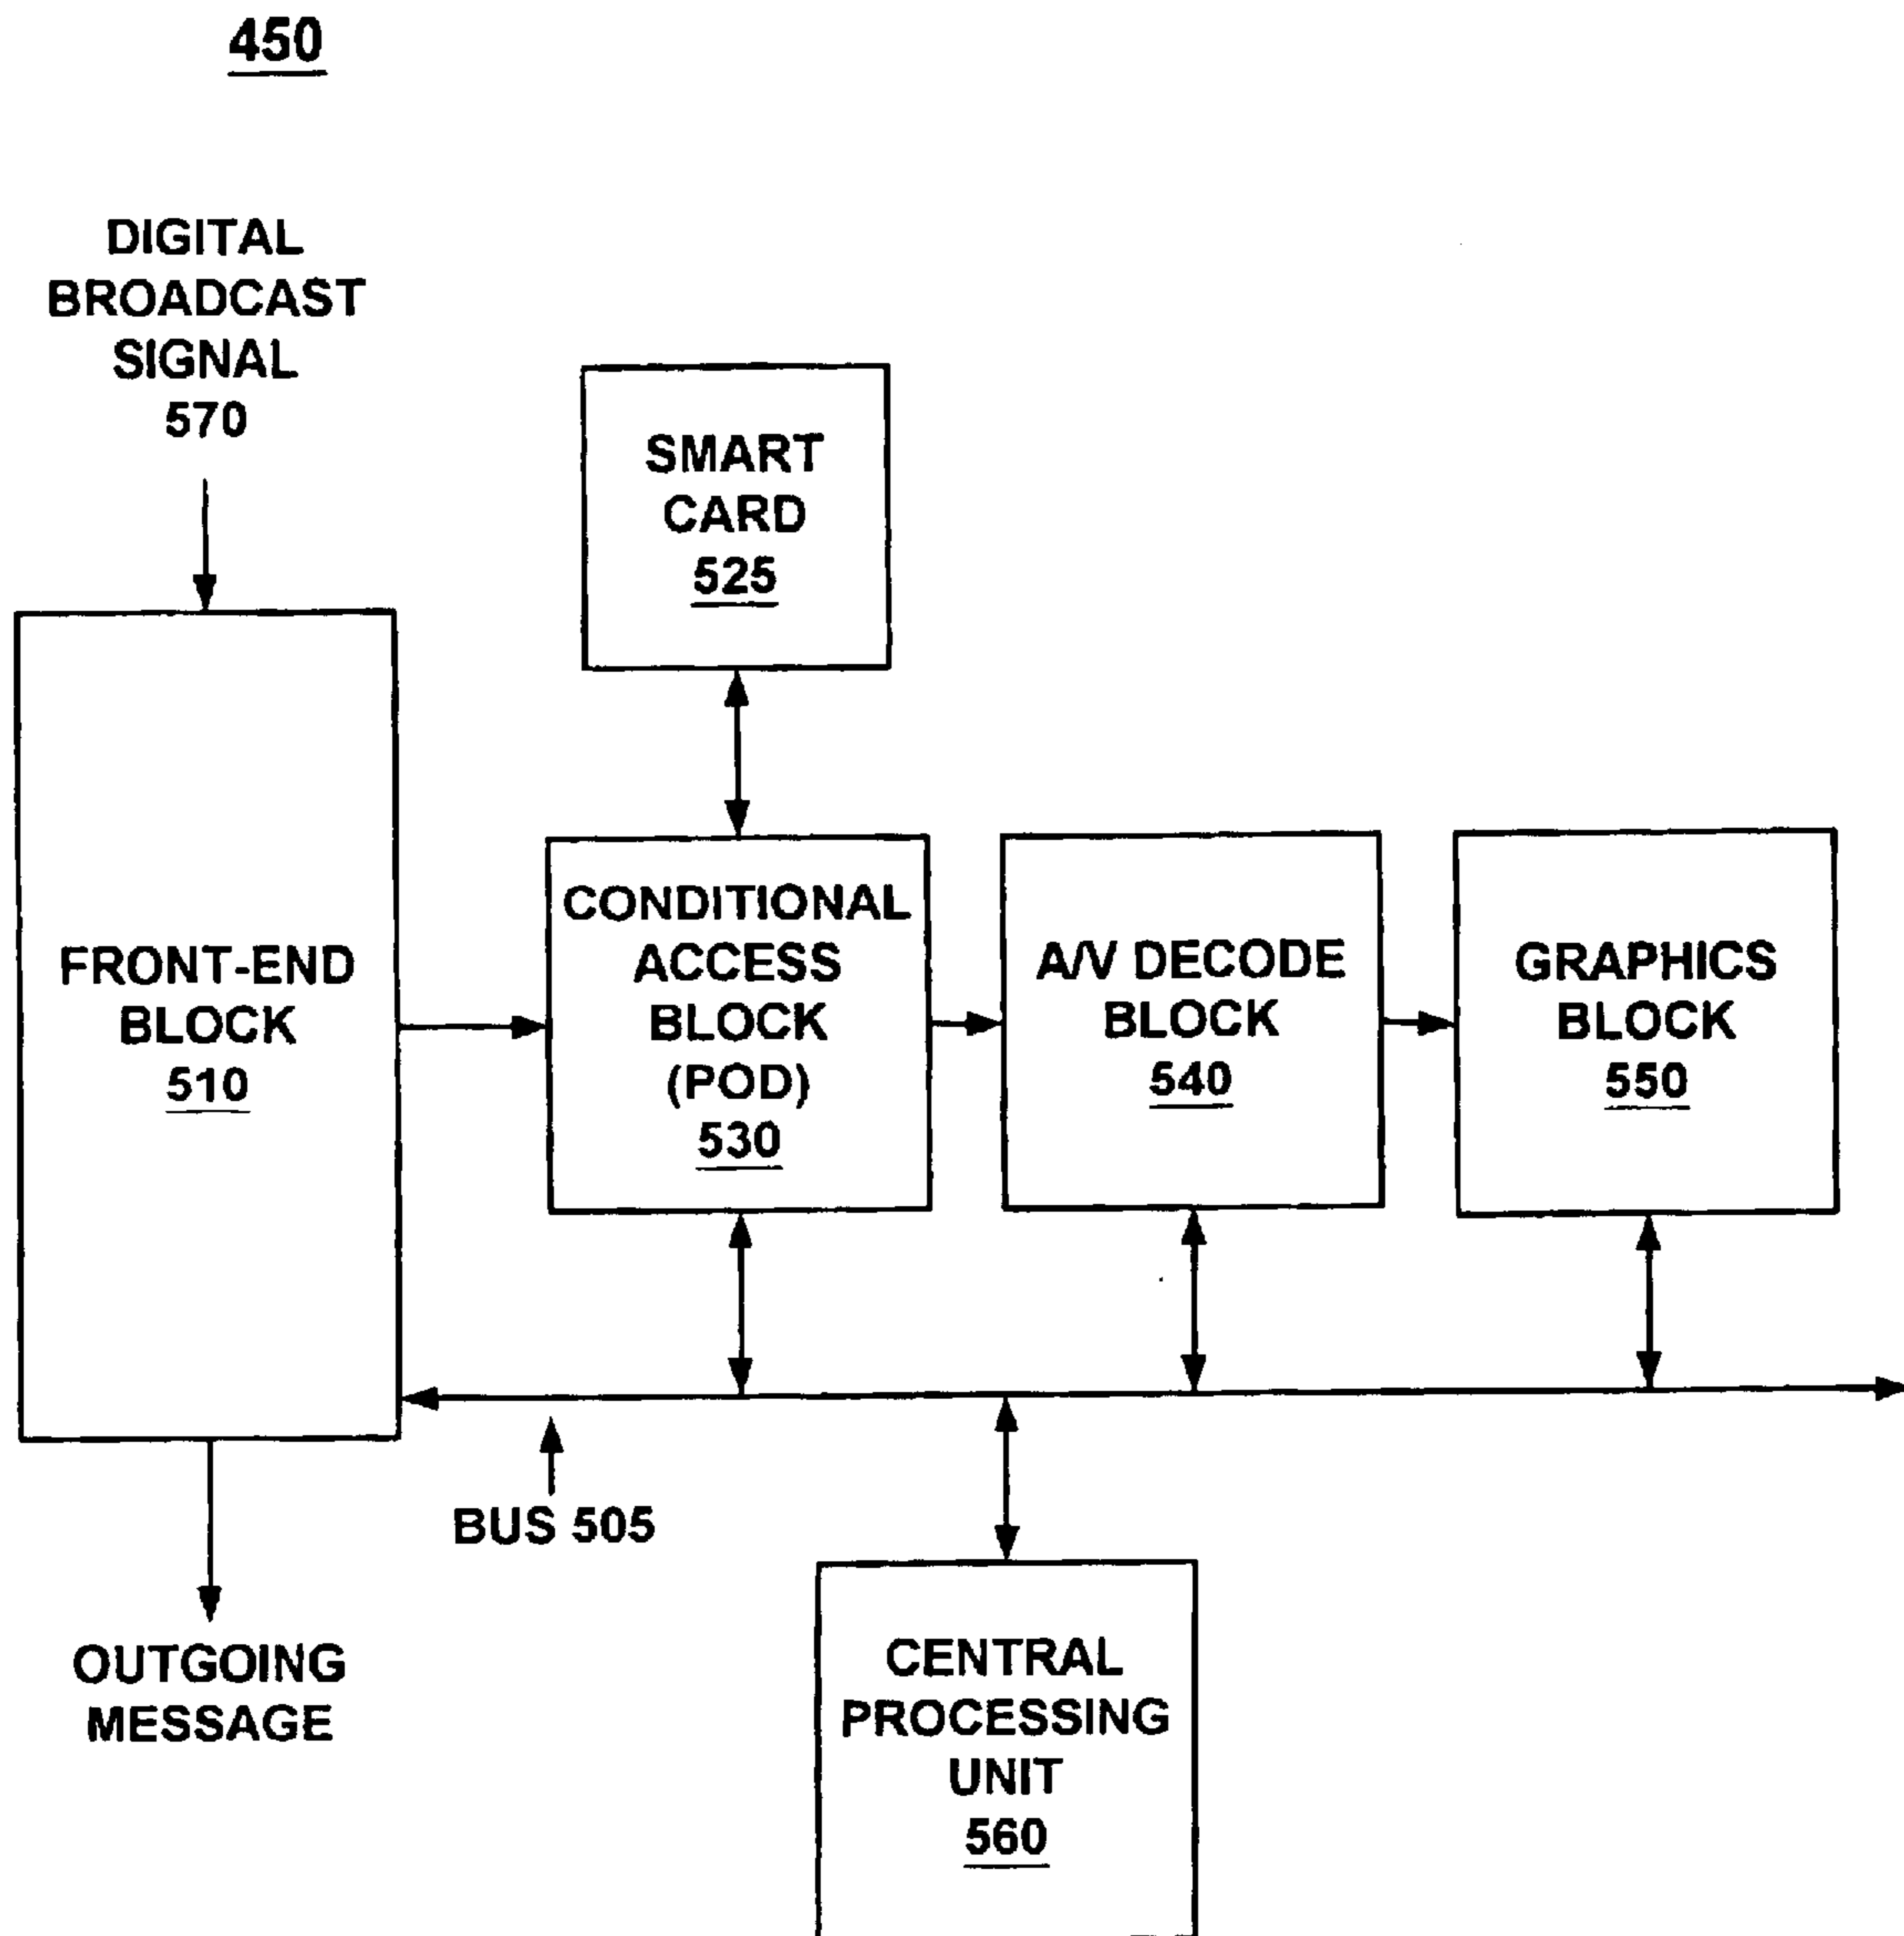 450
DIGITAL
BROADCAST
SIGNAL
570
SMART
CARD
525
FRONT-END
BLOCK
510
CONDITIONAL
ACCESS
BLOCK
(POD)
530
A/V DECODE
BLOCK
540
GRAPHICS
BLOCK
550
BUS 505
OUTGOING
MESSAGE
CENTRAL
PROCESSING
UNIT
560